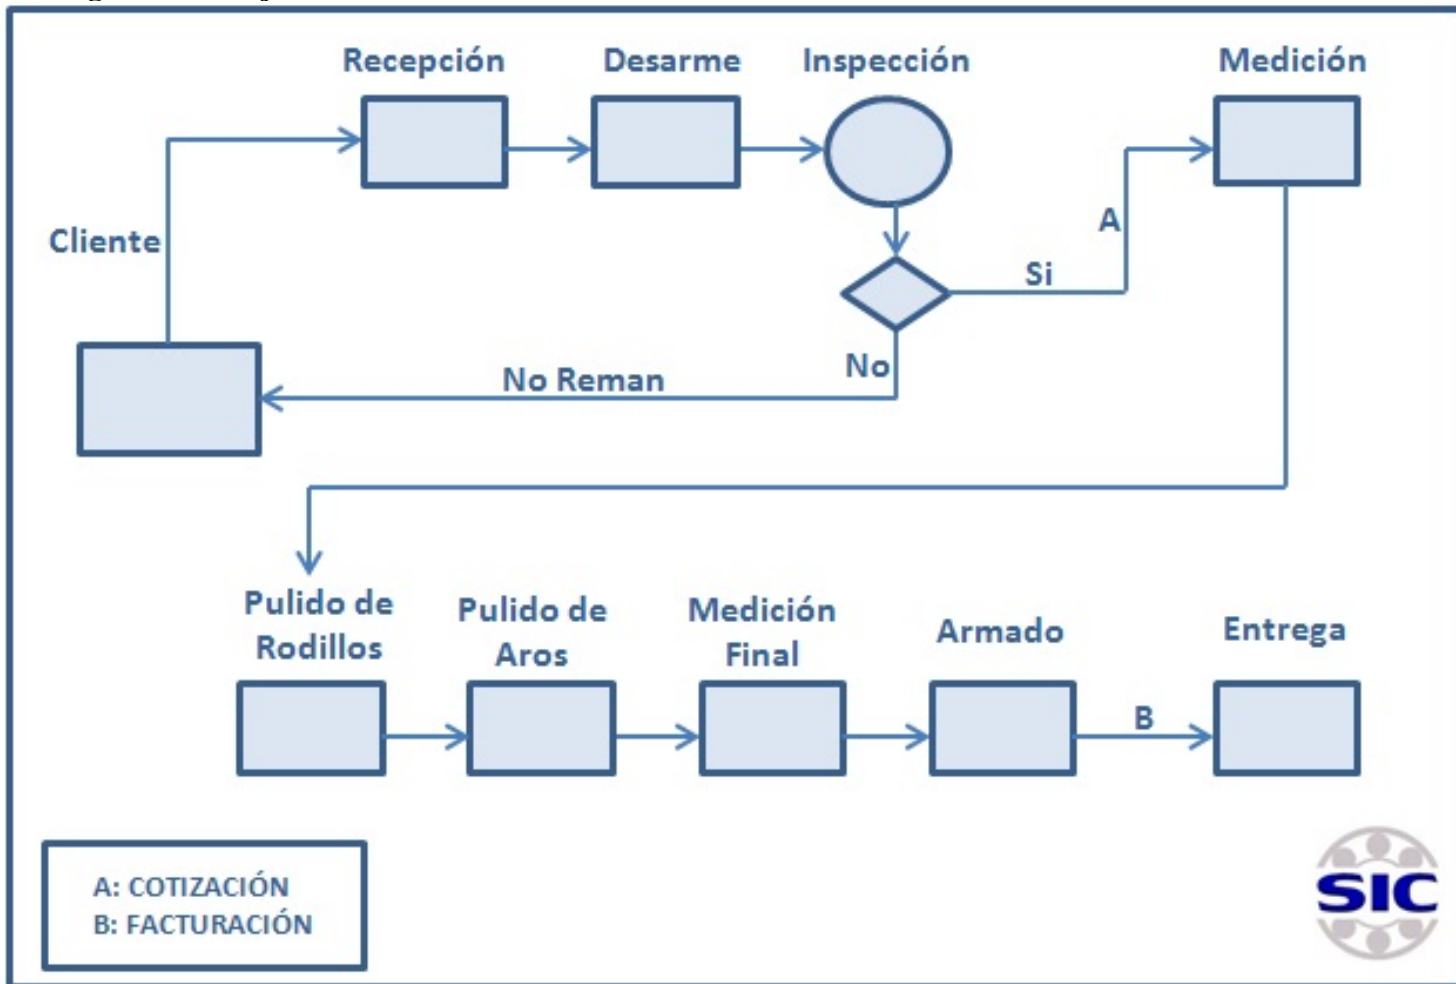 Recepción
Desarme
Inspección
Medición
Cliente
A
Si
No
No Reman
Pulido de
Rodillos
Pulido de
Aros
Medición
Final
Armado
Entrega
B
A: COTIZACIÓN
B: FACTURACIÓN
SIC